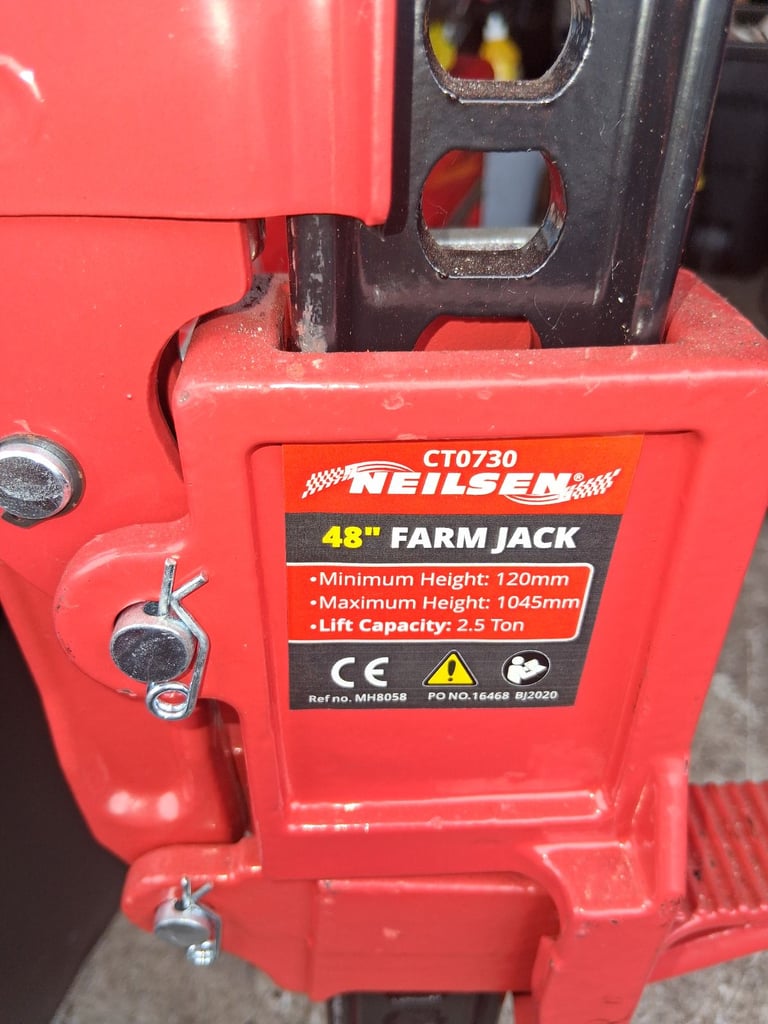 CT0730
NEILSEN®
48" FARM JACK
•Minimum Height: 120mm
•Maximum Height: 1045mm
•Lift Capacity: 2.5 Ton
CE
Ref no. MH8058 PO NO.16468 BJ2020